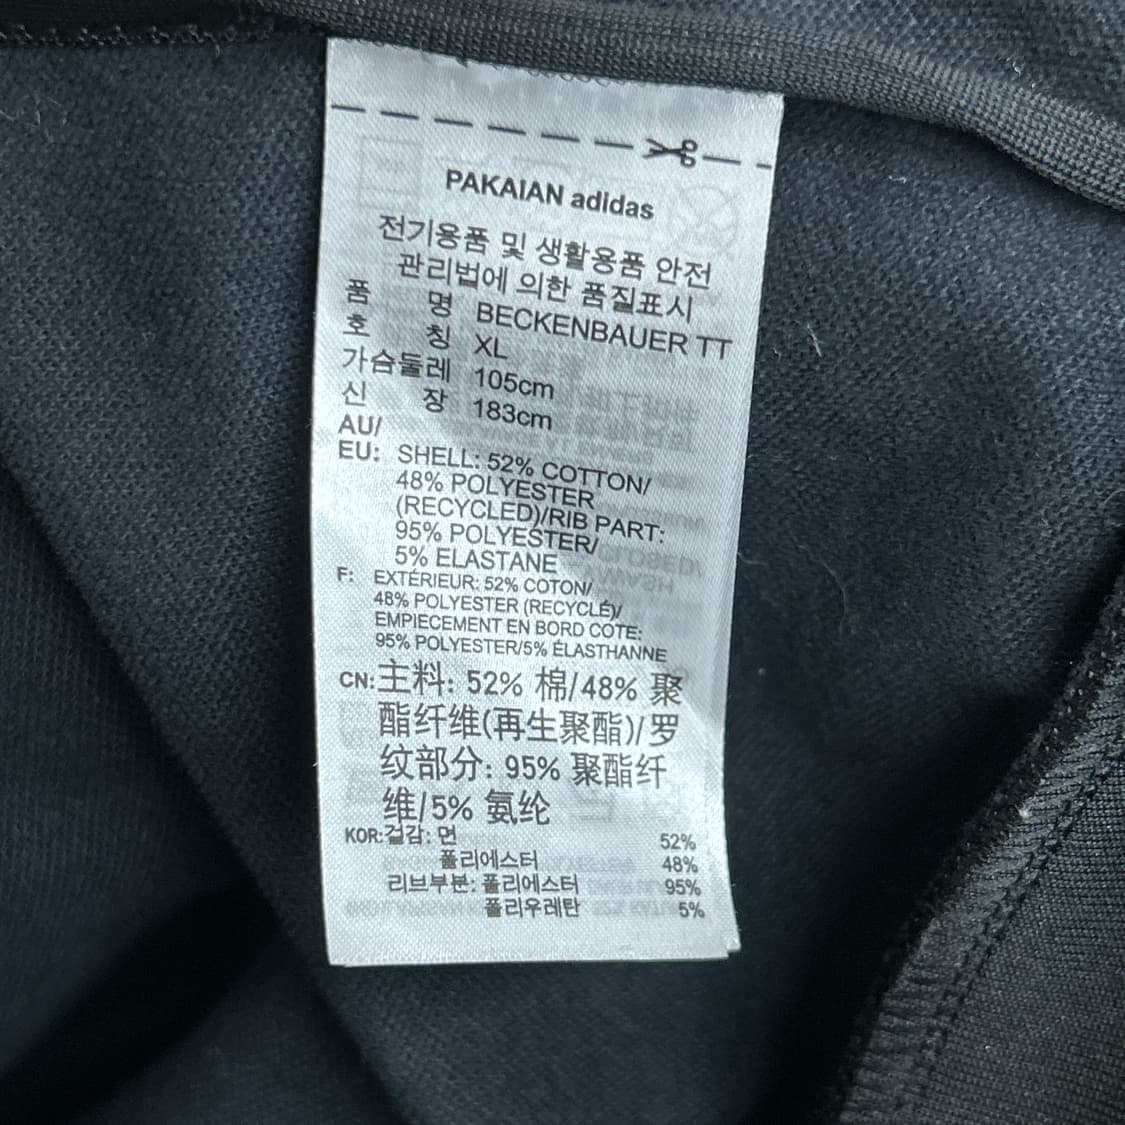 PAKAIAN adidas
전기용품 및 생활용품 안전
관리법에 의한 품질표시
품 명 BECKENBAUER TT
호 칭 XL
가슴둘레 105cm
신 장 183cm
AU/
EU: SHELL: 52% COTTON/
48% POLYESTER
(RECYCLED)/RIB PART:
95% POLYESTER/
5% ELASTANE
F: EXTÉRIEUR: 52% COTON/
48% POLYESTER (RECYCLÉ)/
EMPIECEMENT EN BORD COTE:
95% POLYESTER/5% ÉLASTHANNE
CN:主料: 52% 棉/48% 聚
酯纤维(再生聚酯)/罗
纹部分: 95% 聚酯纤
维/5% 氨纶
KOR:겉감: 면 52%
폴리에스터 48%
리브부분: 폴리에스터 95%
폴리우레탄 5%